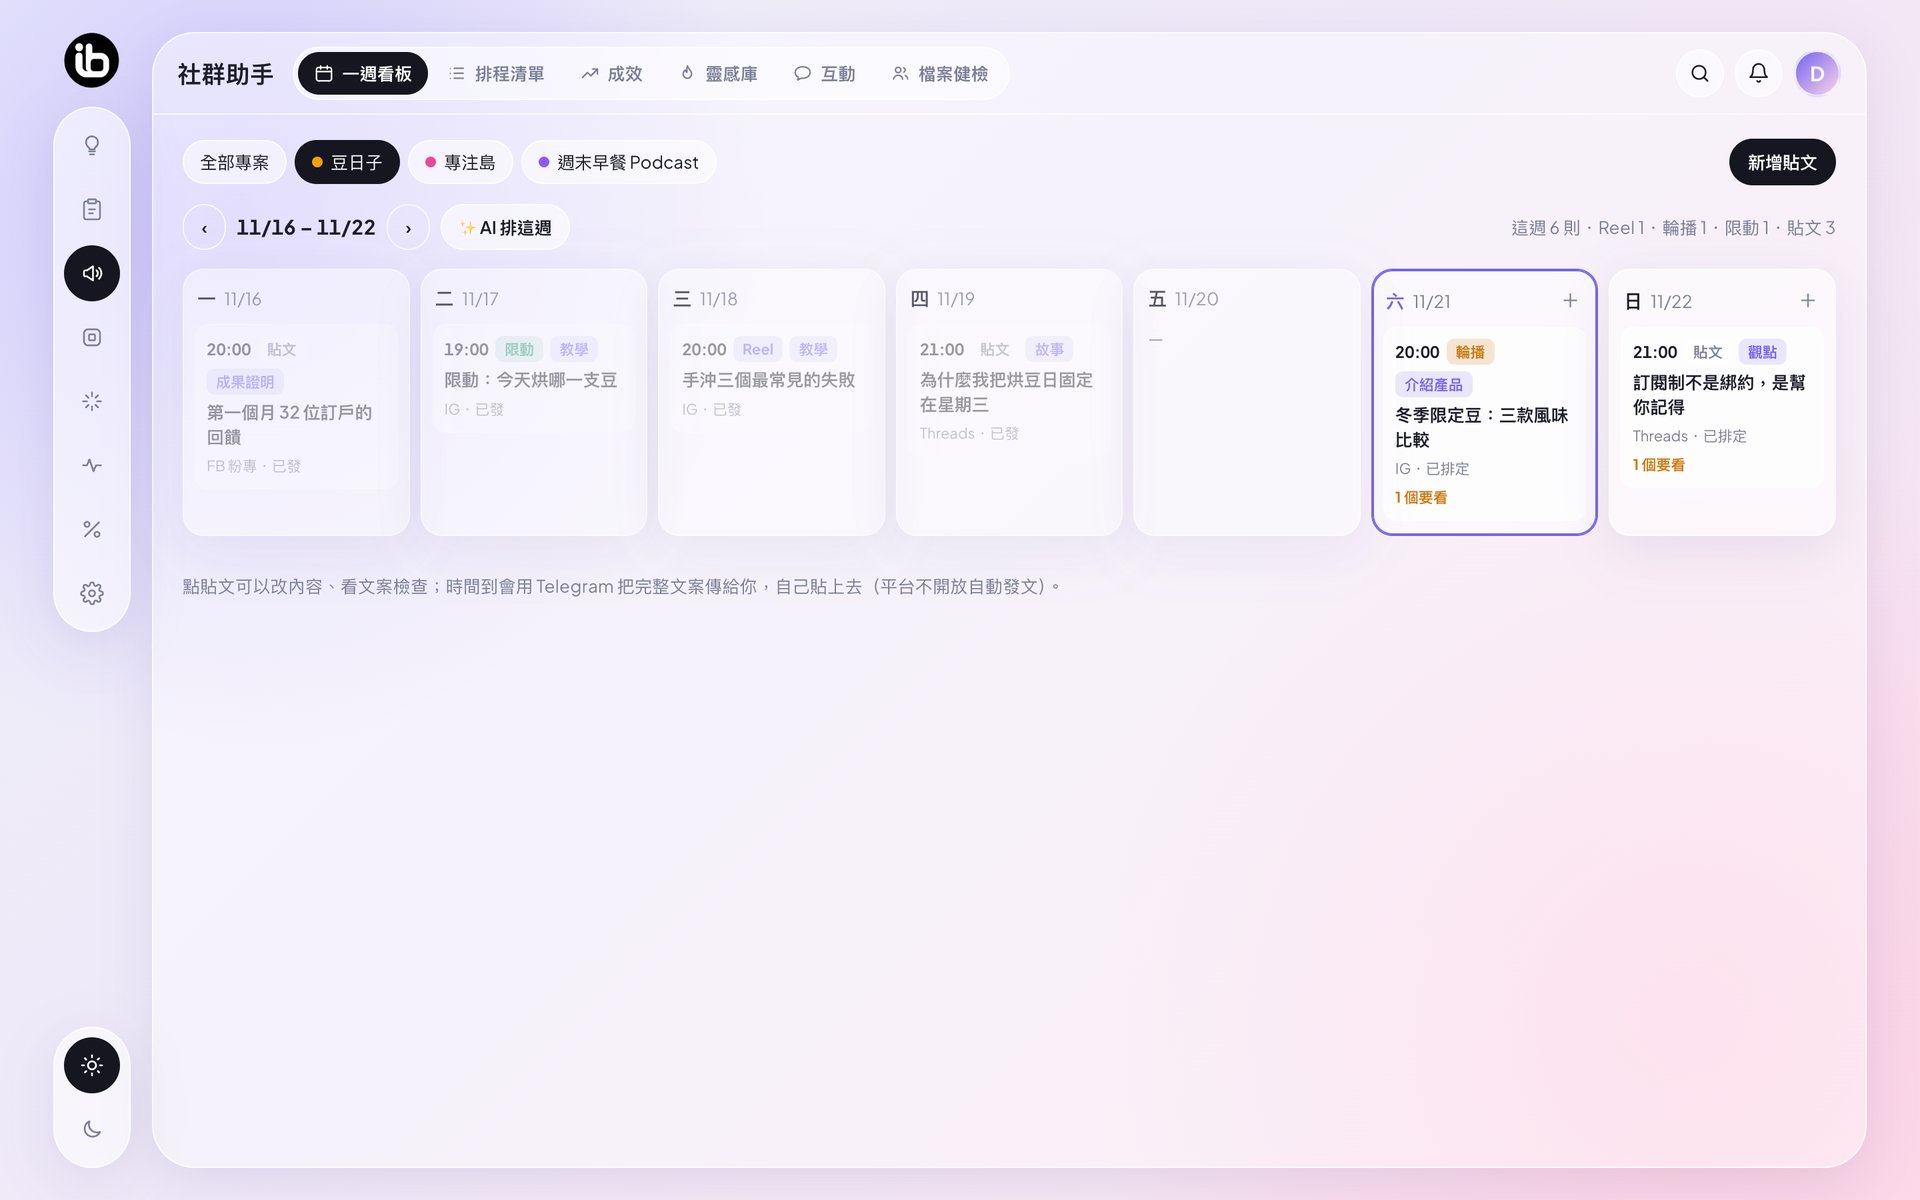 ib
社群助手
一週看板
排程清單
成效
靈感庫
互動
檔案健檢
D
全部專案
豆日子
專注島
週末早餐 Podcast
新增貼文
‹
11/16 – 11/22
›
✨ AI 排這週
這週 6 則 · Reel 1 · 輪播 1 · 限動 1 · 貼文 3
一 11/16
20:00 貼文
成果證明
第一個月 32 位訂戶的
回饋
FB 粉專 · 已發
二 11/17
19:00 限動 教學
限動：今天烘哪一支豆
IG · 已發
三 11/18
20:00 Reel 教學
手沖三個最常見的失敗
IG · 已發
四 11/19
21:00 貼文 故事
為什麼我把烘豆日固定
在星期三
Threads · 已發
五 11/20
—
六 11/21 +
20:00 輪播
介紹產品
冬季限定豆：三款風味
比較
IG · 已排定
1 個要看
日 11/22 +
21:00 貼文 觀點
訂閱制不是綁約，是幫
你記得
Threads · 已排定
1 個要看
點貼文可以改內容、看文案檢查；時間到會用 Telegram 把完整文案傳給你，自己貼上去（平台不開放自動發文）。